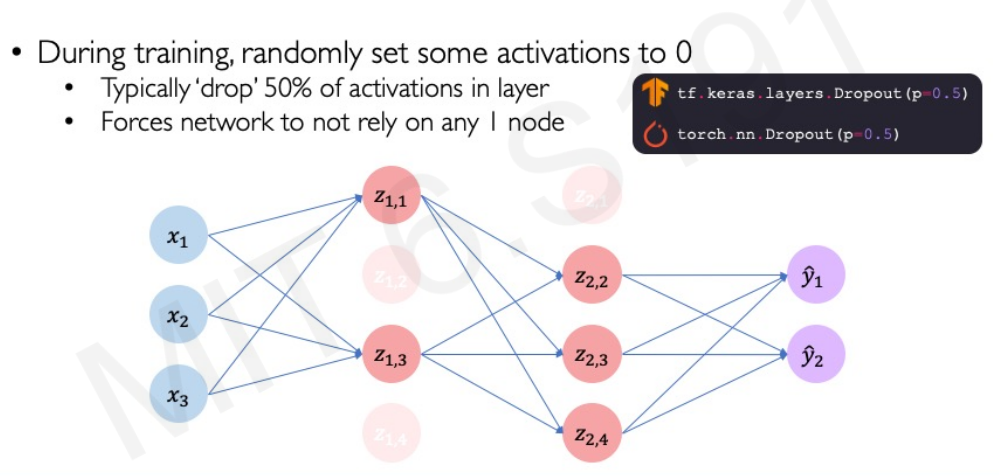 • During training, randomly set some activations to 0
• Typically ‘drop’ 50% of activations in layer
• Forces network to not rely on any 1 node
tf.keras.layers.Dropout(p=0.5)
torch.nn.Dropout(p=0.5)
x₁
x₂
x₃
z₁,₁
z₁,₂
z₁,₃
z₁,₄
z₂,₁
z₂,₂
z₂,₃
z₂,₄
ŷ₁
ŷ₂
MIT 6.S191